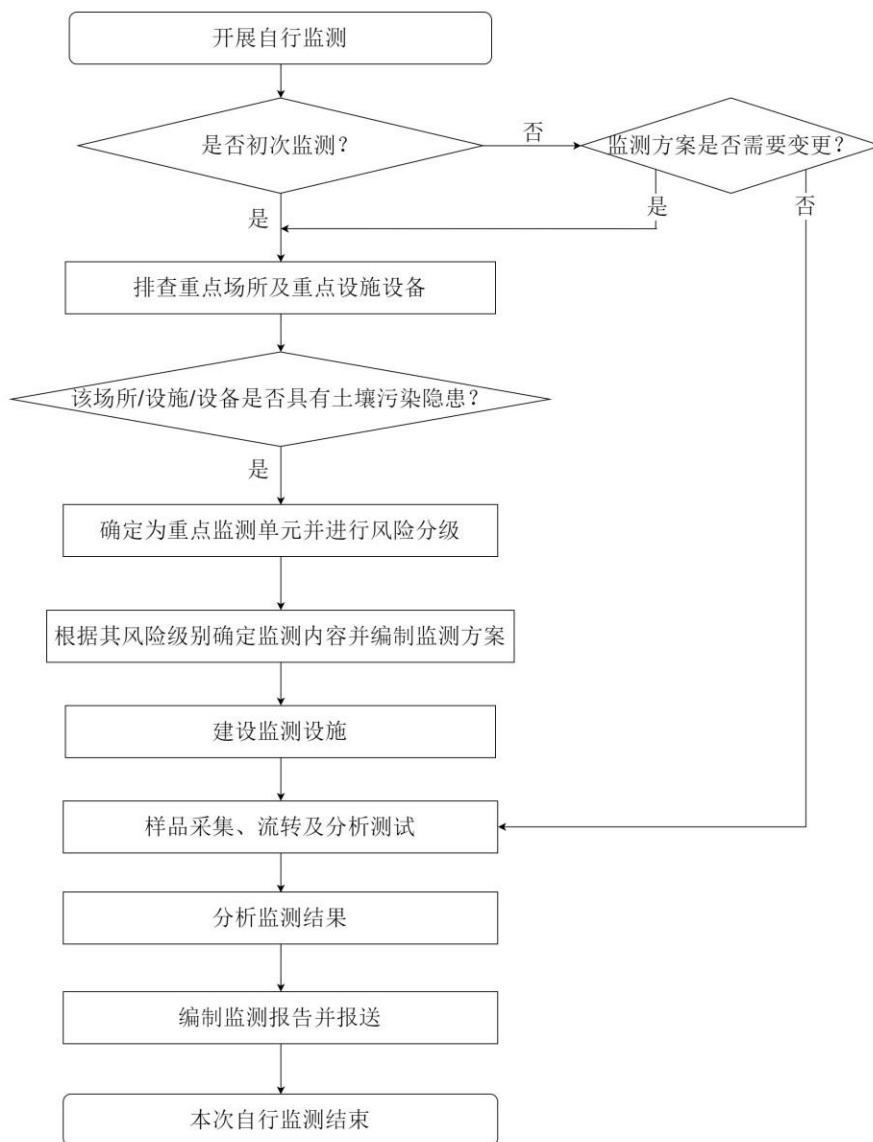 开展自行监测
是否初次监测？
否
监测方案是否需要变更？
是
是
否
排查重点场所及重点设施设备
该场所/设施/设备是否具有土壤污染隐患？
是
确定为重点监测单元并进行风险分级
根据其风险级别确定监测内容并编制监测方案
建设监测设施
样品采集、流转及分析测试
分析监测结果
编制监测报告并报送
本次自行监测结束